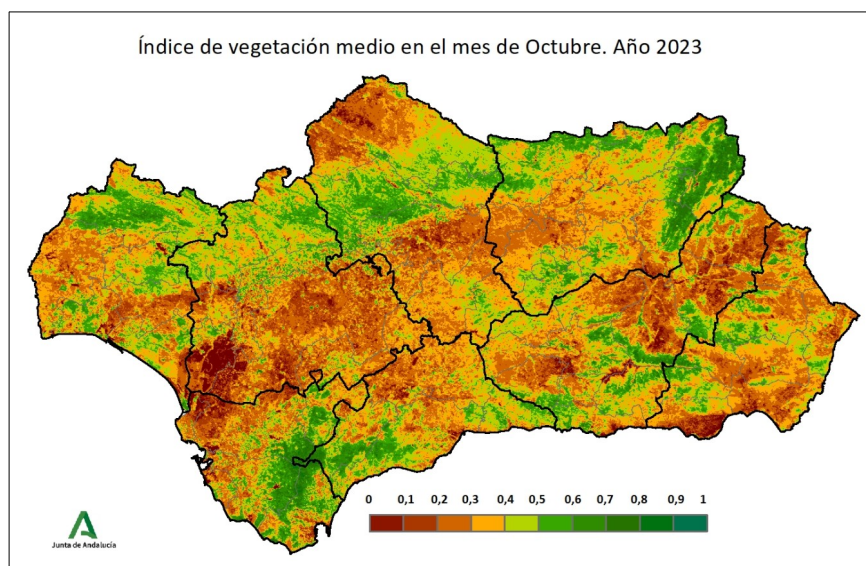 Índice de vegetación medio en el mes de Octubre. Año 2023
0 0,1 0,2 0,3 0,4 0,5 0,6 0,7 0,8 0,9 1
Junta de Andalucía